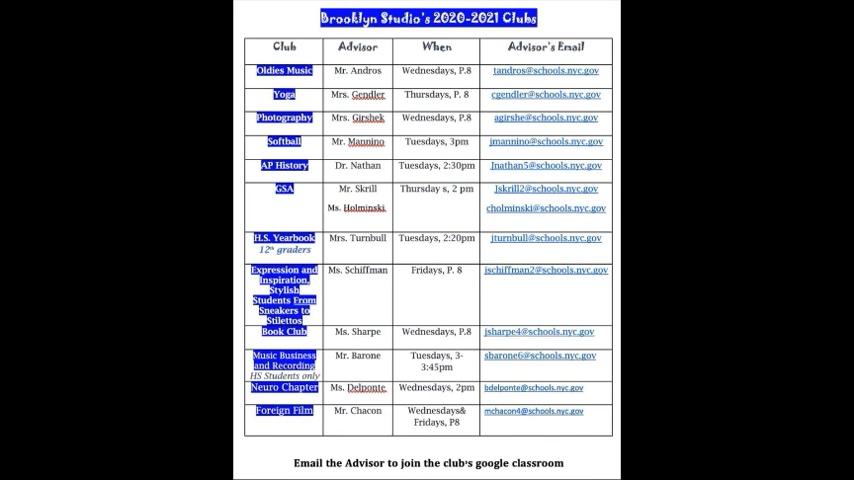 Brooklyn Studio's 2020-2021 Clubs
Club Advisor When Advisor's Email
Oldies Music Mr. Andros Wednesdays, P.8 tandros@schools.nyc.gov
Yoga Mrs. Gendler Thursdays, P. 8 cgendler@schools.nyc.gov
Photography Mrs. Girshek Wednesdays, P.8 agirshe@schools.nyc.gov
Softball Mr. Mannino Tuesdays, 3pm jmannino@schools.nyc.gov
AP History Dr. Nathan Tuesdays, 2:30pm Jnathan5@schools.nyc.gov
GSA Mr. Skrill Thursday s, 2 pm Jskrill2@schools.nyc.gov
Ms. Holminski cholminski@schools.nyc.gov
H.S. Yearbook Mrs. Turnbull Tuesdays, 2:20pm jturnbull@schools.nyc.gov
12th graders
Expression and Ms. Schiffman Fridays, P. 8 jschiffman2@schools.nyc.gov
Inspiration,
Stylish
Students From
Sneakers to
Stilettos
Book Club Ms. Sharpe Wednesdays, P.8 jsharpe4@schools.nyc.gov
Music Business Mr. Barone Tuesdays, 3- sbarone6@schools.nyc.gov
and Recording 3:45pm
HS Students only
Neuro Chapter Ms. Delponte Wednesdays, 2pm bdelponte@schools.nyc.gov
Foreign Film Mr. Chacon Wednesdays& mchacon4@schools.nyc.gov
Fridays, P8
Email the Advisor to join the club's google classroom